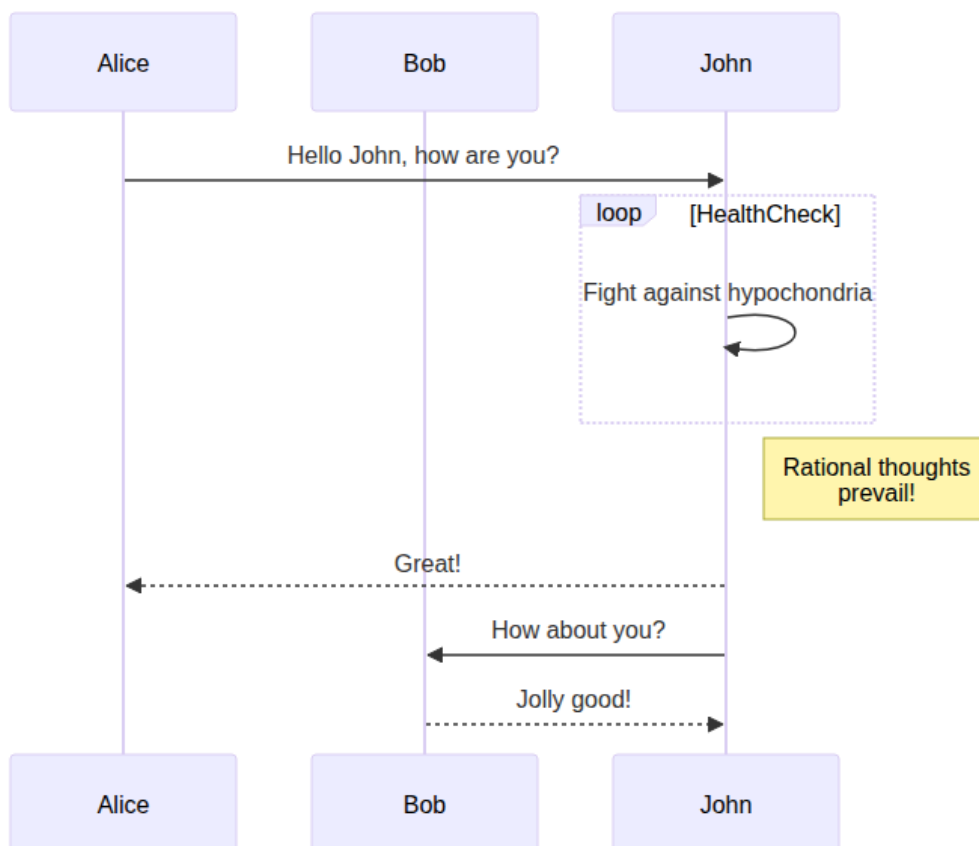 Alice
Bob
John
Hello John, how are you?
loop
[HealthCheck]
Fight against hypochondria
Rational thoughts
prevail!
Great!
How about you?
Jolly good!
Alice
Bob
John